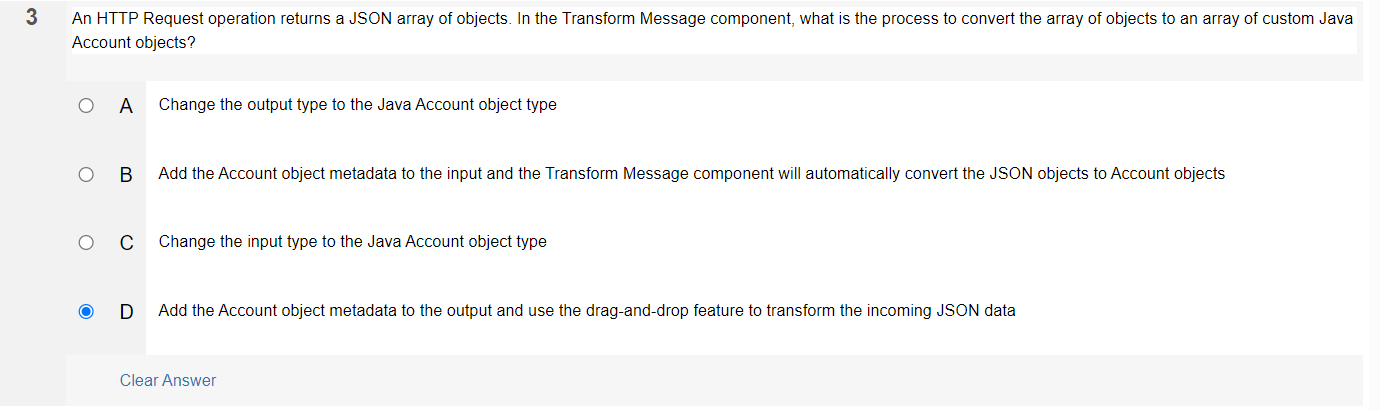 3 An HTTP Request operation returns a JSON array of objects. In the Transform Message component, what is the process to convert the array of objects to an array of custom Java
Account objects?
A Change the output type to the Java Account object type
B Add the Account object metadata to the input and the Transform Message component will automatically convert the JSON objects to Account objects
C Change the input type to the Java Account object type
D Add the Account object metadata to the output and use the drag-and-drop feature to transform the incoming JSON data
Clear Answer